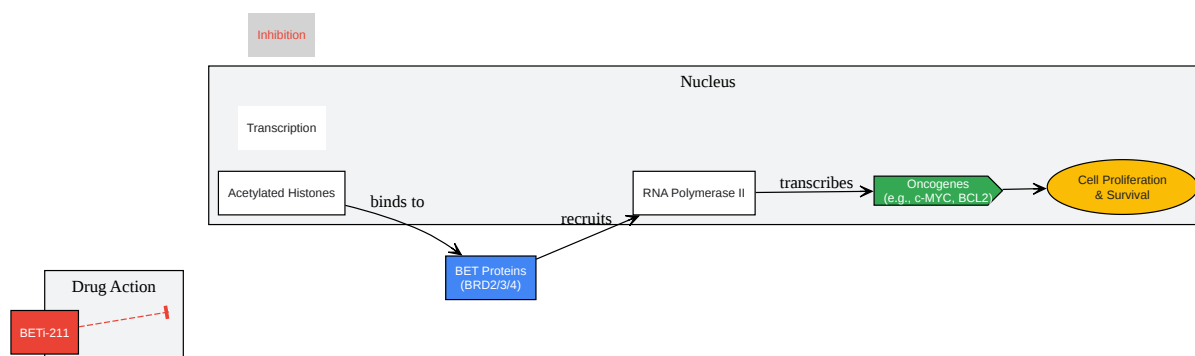 Inhibition
Nucleus
Transcription
Acetylated Histones
binds to
BET Proteins
(BRD2/3/4)
recruits
RNA Polymerase II
transcribes
Oncogenes
(e.g., c-MYC, BCL2)
Cell Proliferation
& Survival
Drug Action
BETi-211